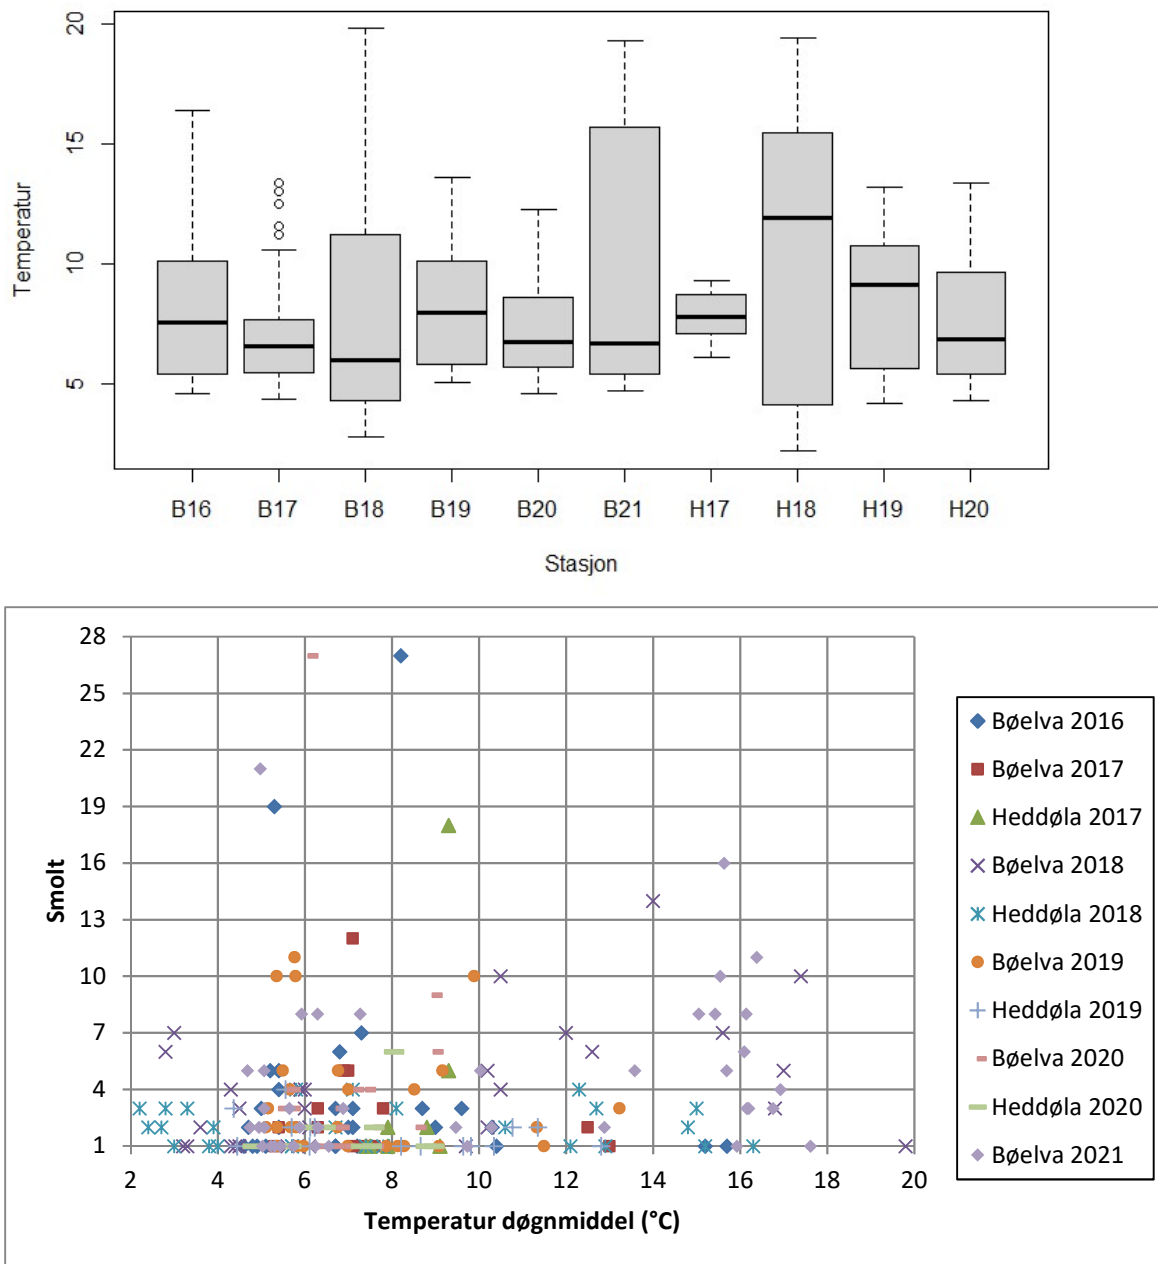 20
15
10
5
Temperatur
B16 B17 B18 B19 B20 B21 H17 H18 H19 H20
Stasjon
28
25
22
19
16
13
10
7
4
1
Smolt
2 4 6 8 10 12 14 16 18 20
Temperatur døgnmiddel (°C)
Bøelva 2016
Bøelva 2017
Heddøla 2017
Bøelva 2018
Heddøla 2018
Bøelva 2019
Heddøla 2019
Bøelva 2020
Heddøla 2020
Bøelva 2021